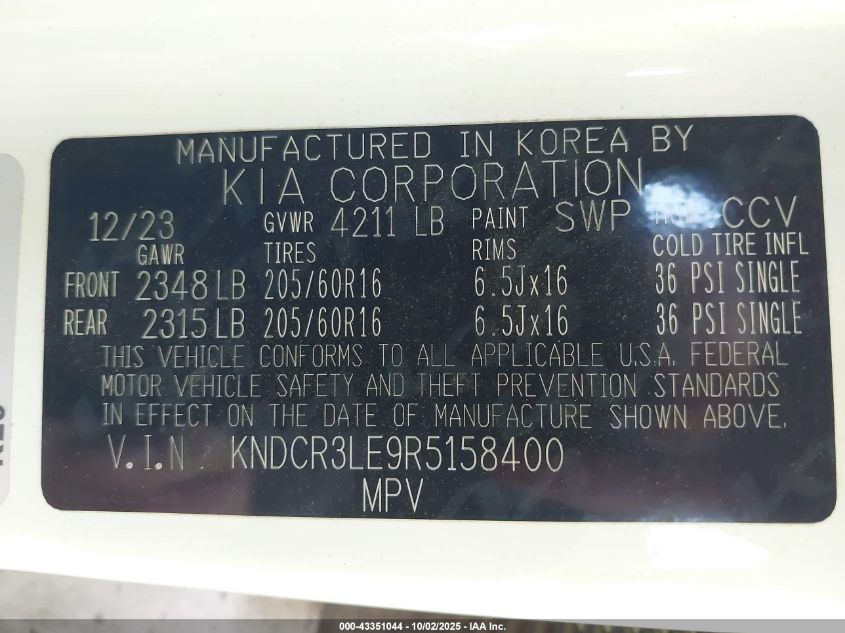 MANUFACTURED IN KOREA BY
KIA CORPORATION
12/23 GVWR 4211 LB PAINT SWP CCV
GAWR TIRES RIMS COLD TIRE INFL
FRONT 2348 LB 205/60R16 6.5Jx16 36 PSI SINGLE
REAR 2315 LB 205/60R16 6.5Jx16 36 PSI SINGLE
THIS VEHICLE CONFORMS TO ALL APPLICABLE U.S.A. FEDERAL
MOTOR VEHICLE SAFETY AND THEFT PREVENTION STANDARDS
IN EFFECT ON THE DATE OF MANUFACTURE SHOWN ABOVE.
V.I.N KNDCR3LE9R5158400
MPV
000-43351044 - 10/02/2025 - IAA Inc.